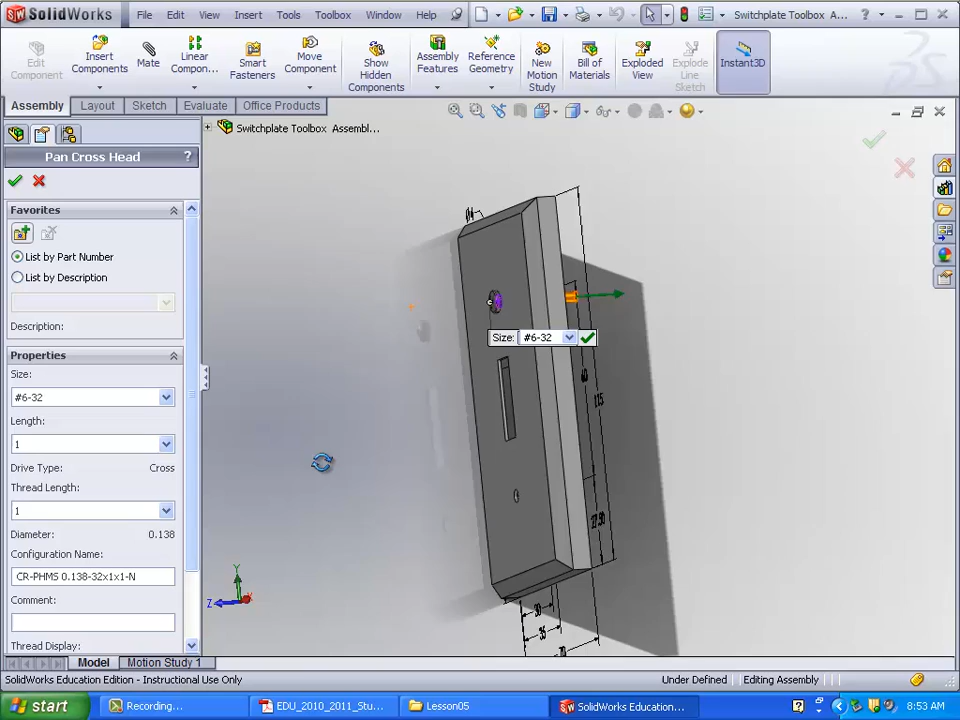 SolidWorks
File Edit View Insert Tools Toolbox Window Help
Switchplate Toolbox A...
Edit Component
Insert Components
Mate
Linear Compon...
Smart Fasteners
Move Component
Show Hidden Components
Assembly Features
Reference Geometry
New Motion Study
Bill of Materials
Exploded View
Explode Line Sketch
Instant3D
Assembly Layout Sketch Evaluate Office Products
Switchplate Toolbox Assembl...
Pan Cross Head ?
Favorites
List by Part Number
List by Description
Description:
Properties
Size:
#6-32
Length:
1
Drive Type: Cross
Thread Length:
1
Diameter: 0.138
Configuration Name:
CR-PHMS 0.138-32x1x1-N
Comment:
Thread Display:
Size: #6-32
60
115
30
35
70
Y
Z
X
Model Motion Study 1
SolidWorks Education Edition - Instructional Use Only
Under Defined Editing Assembly
start
Recording...
EDU_2010_2011_Stu...
Lesson05
SolidWorks Education...
8:53 AM